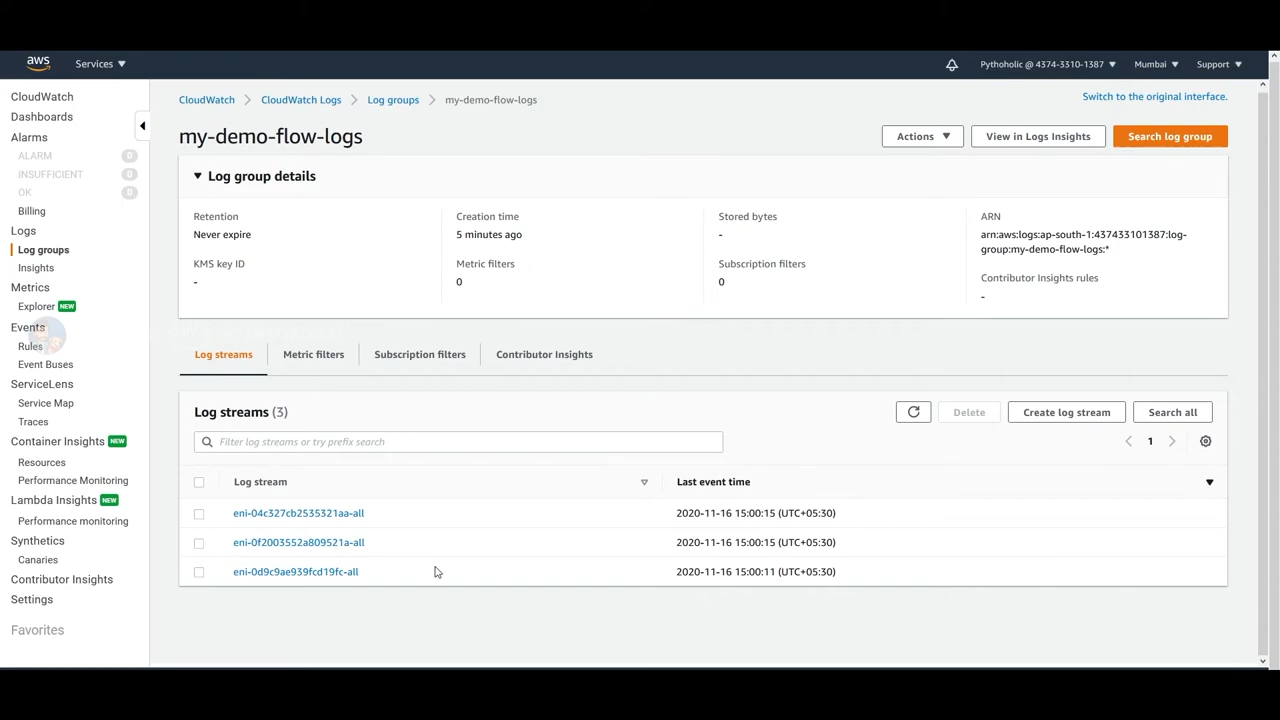 aws Services Pythoholic @ 4374-3310-1387 Mumbai Support
CloudWatch
Dashboards
Alarms
ALARM 0
INSUFFICIENT 0
OK 0
Billing
Logs
Log groups
Insights
Metrics
Explorer NEW
Events
Rules
Event Buses
ServiceLens
Service Map
Traces
Container Insights NEW
Resources
Performance Monitoring
Lambda Insights NEW
Performance monitoring
Synthetics
Canaries
Contributor Insights
Settings
Favorites
CloudWatch CloudWatch Logs Log groups my-demo-flow-logs
Switch to the original interface.
my-demo-flow-logs
Actions View in Logs Insights Search log group
Log group details
Retention
Never expire
KMS key ID
-
Creation time
5 minutes ago
Metric filters
0
Stored bytes
-
Subscription filters
0
ARN
arn:aws:logs:ap-south-1:437433101387:log-
group:my-demo-flow-logs:*
Contributor Insights rules
-
Log streams Metric filters Subscription filters Contributor Insights
Log streams (3)
Delete Create log stream Search all
Filter log streams or try prefix search
1
Log stream Last event time
eni-04c327cb2535321aa-all 2020-11-16 15:00:15 (UTC+05:30)
eni-0f2003552a809521a-all 2020-11-16 15:00:15 (UTC+05:30)
eni-0d9c9ae939fcd19fc-all 2020-11-16 15:00:11 (UTC+05:30)